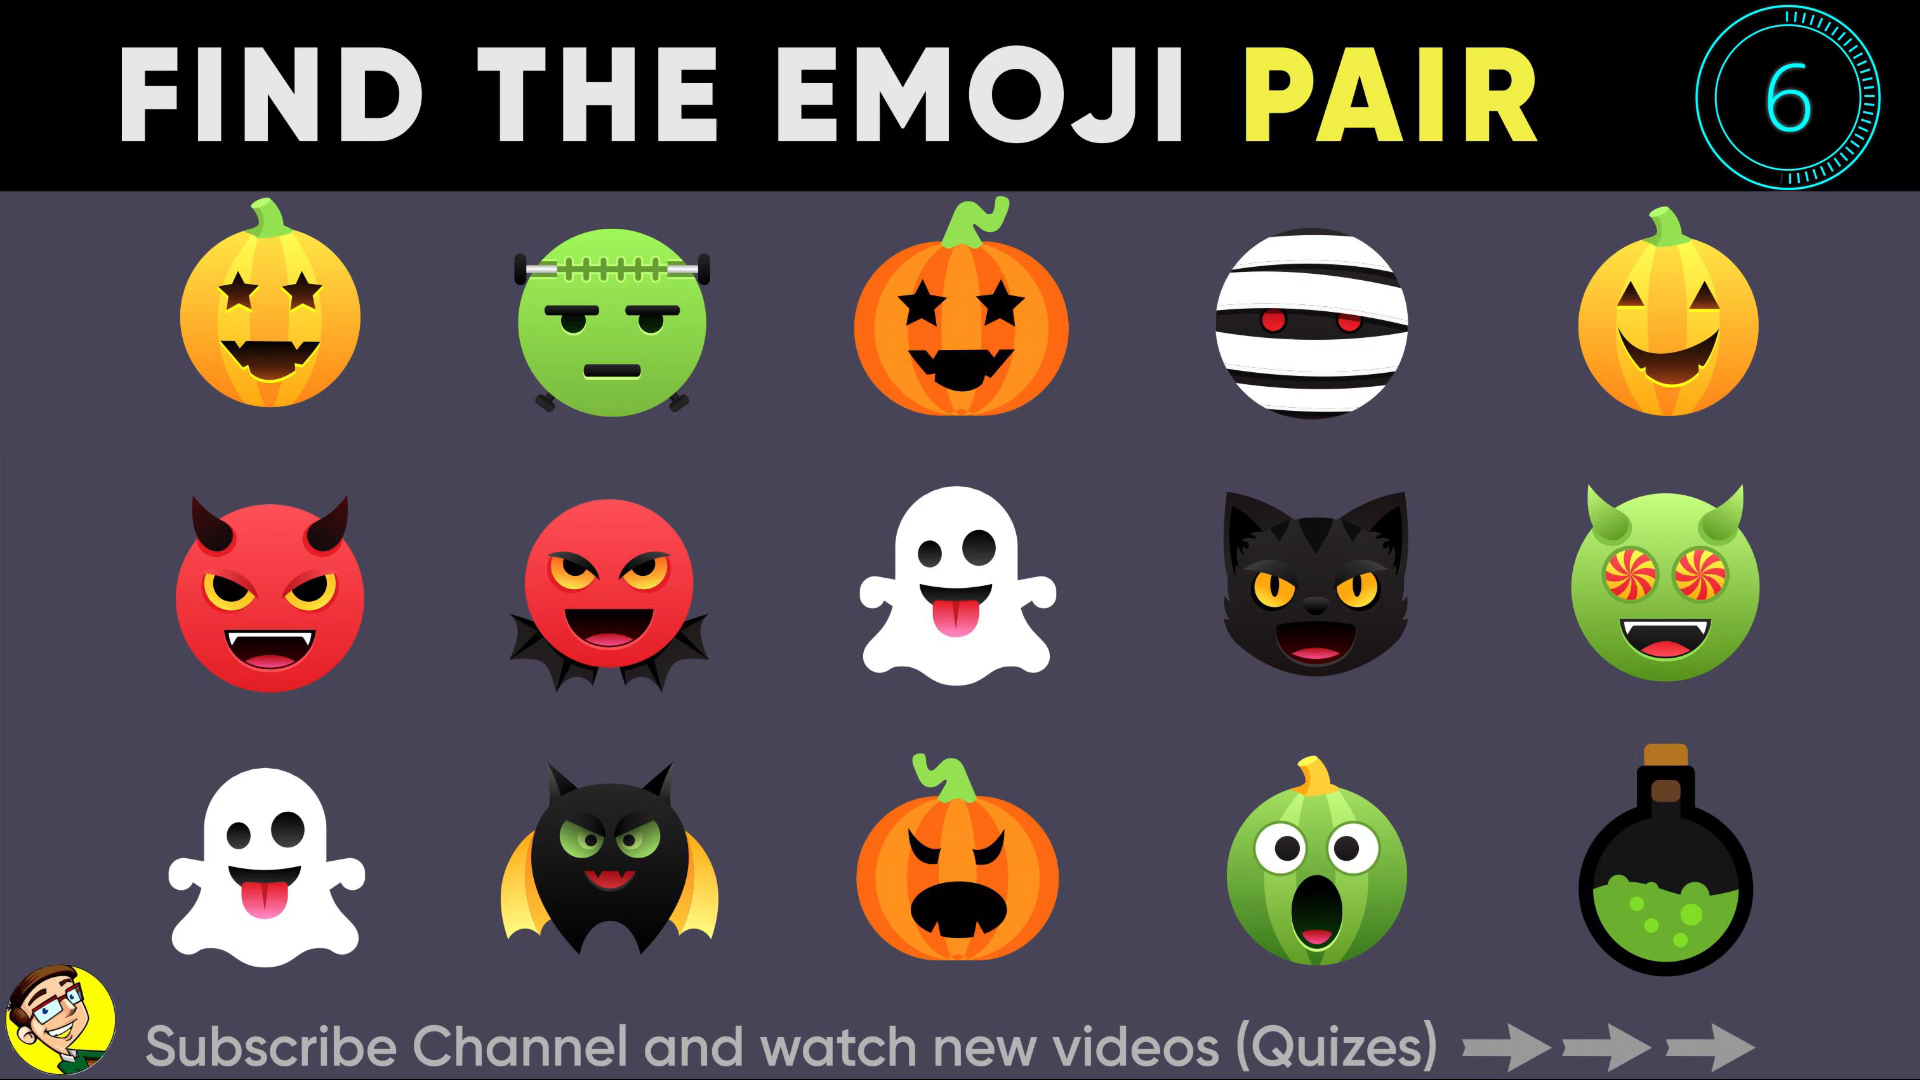 FIND THE EMOJI PAIR
6
Subscribe Channel and watch new videos (Quizes)